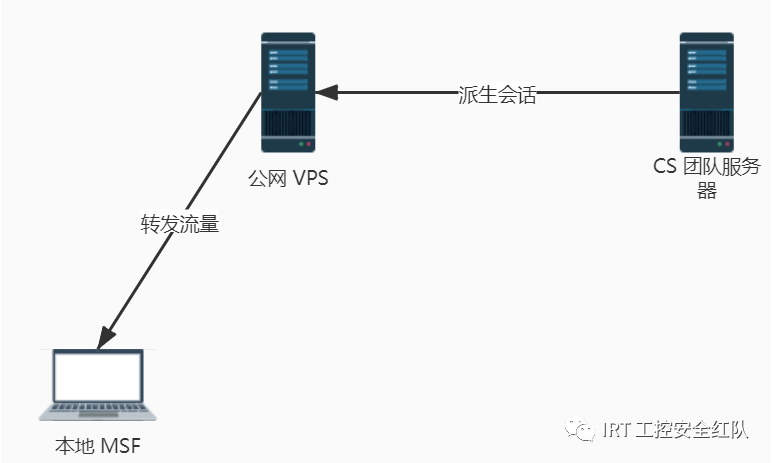 派生会话
公网 VPS
CS 团队服务
器
转发流量
本地 MSF
IRT 工控安全红队